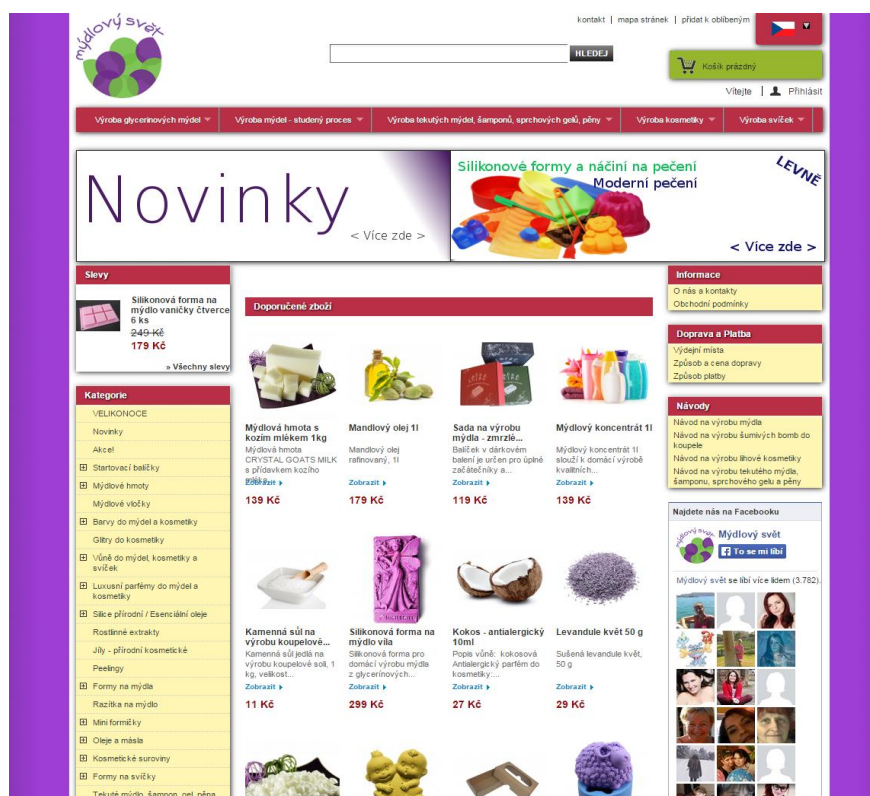 mýdlový svět
kontakt | mapa stránek | přidat k oblíbeným
HLEDEJ
Košík prázdný
Vítejte | Přihlásit
Výroba glycerinových mýdel
Výroba mýdel - studený proces
Výroba tekutých mýdel, šamponů, sprchových gelů, pěny
Výroba kosmetiky
Výroba svíček
Novinky
< Více zde >
Silikonové formy a náčiní na pečení
Moderní pečení
LEVNĚ
< Více zde >
Slevy
Silikonová forma na
mýdlo vaničky čtverce
6 ks
249 Kč
179 Kč
» Všechny slevy
Kategorie
VELIKONOCE
Novinky
Akce!
Startovací balíčky
Mýdlové hmoty
Mýdlové vločky
Barvy do mýdel a kosmetiky
Glitry do kosmetiky
Vůně do mýdel, kosmetiky a
svíček
Luxusní parfémy do mýdel a
kosmetiky
Silice přírodní / Esenciální oleje
Rostlinné extrakty
Jíly - přírodní kosmetické
Peelingy
Formy na mýdla
Razítka na mýdlo
Mini formičky
Oleje a másla
Kosmetické suroviny
Formy na svíčky
Tekuté mýdlo, šampon, gel, pěna
Doporučené zboží
Mýdlová hmota s
kozím mlékem 1kg
Mýdlová hmota
CRYSTAL GOATS MILK
s přídavkem kozího
Zobrazit
139 Kč
Mandlový olej 1l
Mandlový olej
rafinovaný, 1l
Zobrazit
179 Kč
Sada na výrobu
mýdla - zmrzlě...
Balíček v dárkovém
balení je určen pro úplné
začátečníky a...
Zobrazit
119 Kč
Mýdlový koncentrát 1l
Mýdlový koncentrát 1l
slouží k domácí výrobě
kvalitních...
Zobrazit
139 Kč
Kamenná sůl na
výrobu koupelové...
Kamenná sůl jedlá na
výrobu koupelové soli, 1
kg, velikost...
Zobrazit
11 Kč
Silikonová forma na
mýdlo víla
Silikonová forma pro
domácí výrobu mýdla
z glycerínových...
Zobrazit
299 Kč
Kokos - antialergický
10ml
Popis vůně: kokosová
Antialergický parfém do
kosmetiky:...
Zobrazit
27 Kč
Levandule květ 50 g
Sušená levandule květ,
50 g
Zobrazit
29 Kč
Informace
O nás a kontakty
Obchodní podmínky
Doprava a Platba
Výdejní místa
Způsob a cena dopravy
Způsob platby
Návody
Návod na výrobu mýdla
Návod na výrobu šumivých bomb do
koupele
Návod na výrobu lihové kosmetiky
Návod na výrobu tekutého mýdla,
šamponu, sprchového gelu a pěny
Najdete nás na Facebooku
mýdlový svět
Mýdlový svět
To se mi líbí
Mýdlový svět se líbí více lidem (3.782).